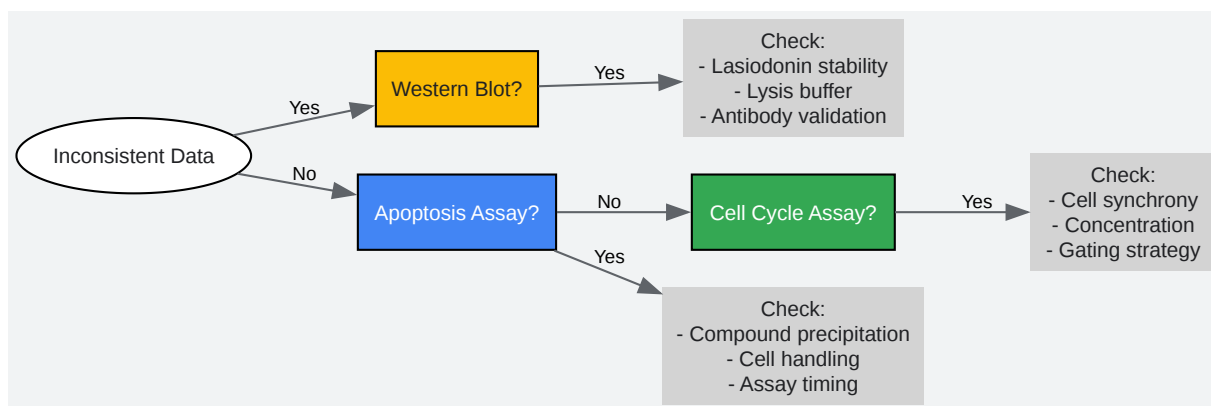 Inconsistent Data
Yes
Western Blot?
Yes
Check:
- Lasiodonin stability
- Lysis buffer
- Antibody validation
No
Apoptosis Assay?
No
Cell Cycle Assay?
Yes
Check:
- Cell synchrony
- Concentration
- Gating strategy
Yes
Check:
- Compound precipitation
- Cell handling
- Assay timing